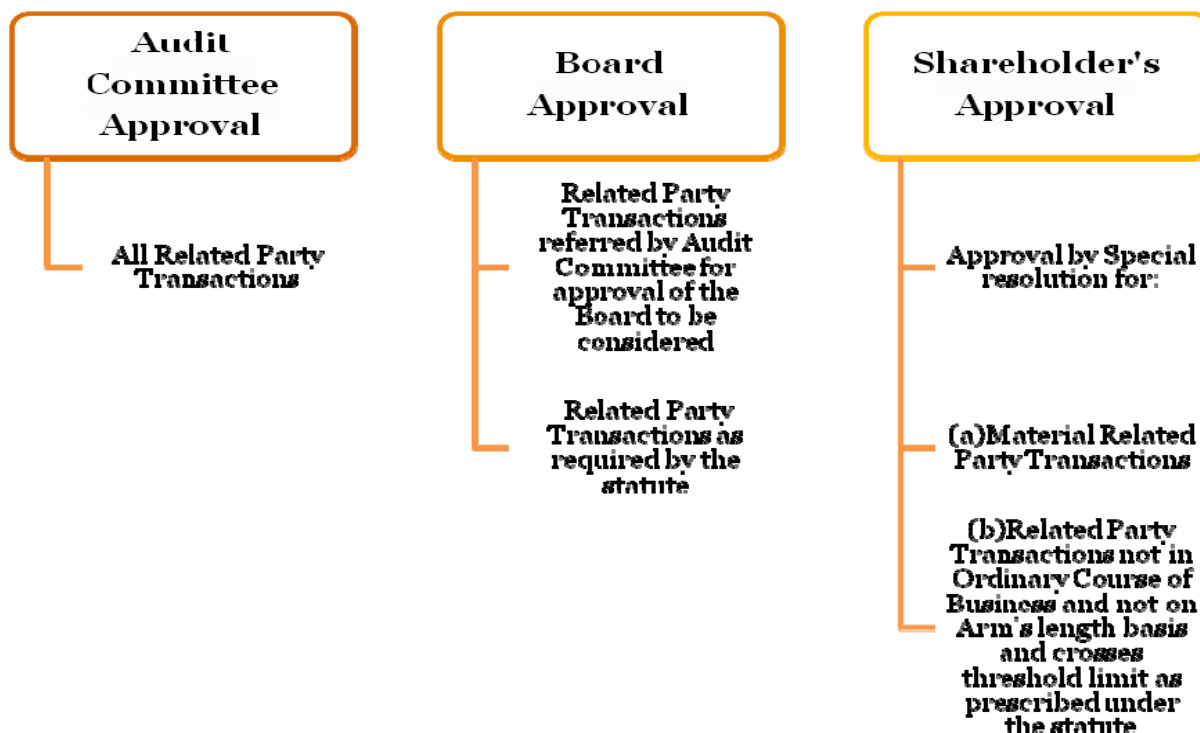 Audit
Committee
Approval
All Related Party
Transactions
Board
Approval
Related Party
Transactions
referred by Audit
Committee for
approval of the
Board to be
considered
Related Party
Transactions as
required by the
statute
Shareholder's
Approval
Approval by Special
resolution for:
(a)Material Related
Party Transactions
(b)Related Party
Transactions not in
Ordinary Course of
Business and not on
Arm's length basis
and crosses
threshold limit as
prescribed under
the statute